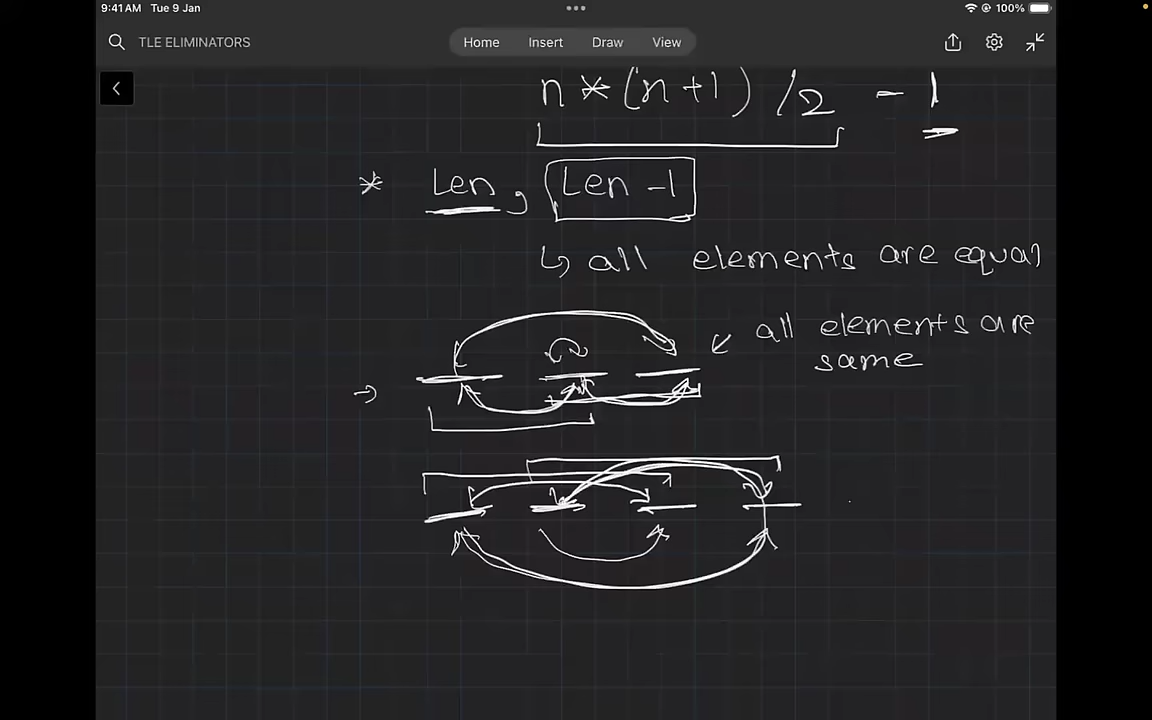 9:41 AM Tue 9 Jan 100%
TLE ELIMINATORS Home Insert Draw View
n * (n+1) /2 - 1
* Len, Len -1
↳ all elements are equal
↙ all elements are
same
→